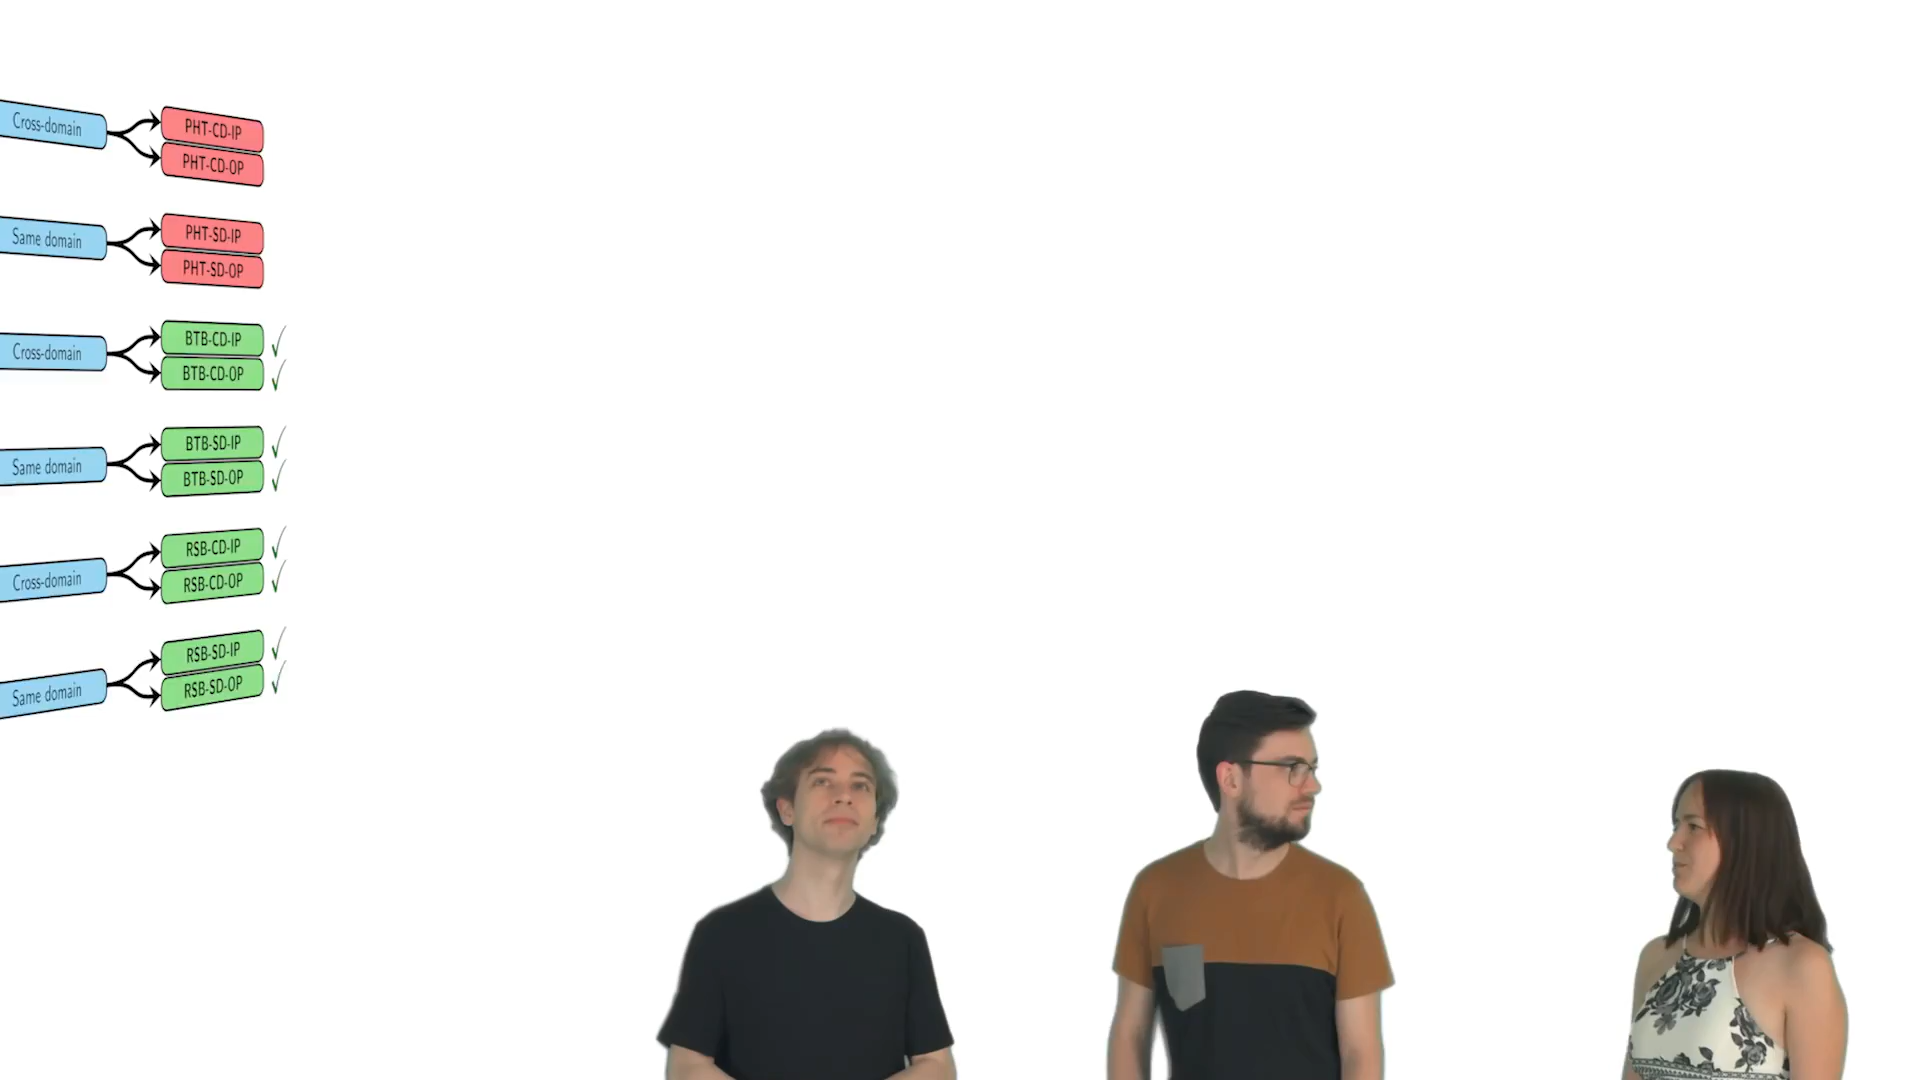 Cross-domain
PHT-CD-IP
PHT-CD-OP
Same domain
PHT-SD-IP
PHT-SD-OP
Cross-domain
BTB-CD-IP ✓
BTB-CD-OP ✓
Same domain
BTB-SD-IP ✓
BTB-SD-OP ✓
Cross-domain
RSB-CD-IP ✓
RSB-CD-OP ✓
Same domain
RSB-SD-IP ✓
RSB-SD-OP ✓